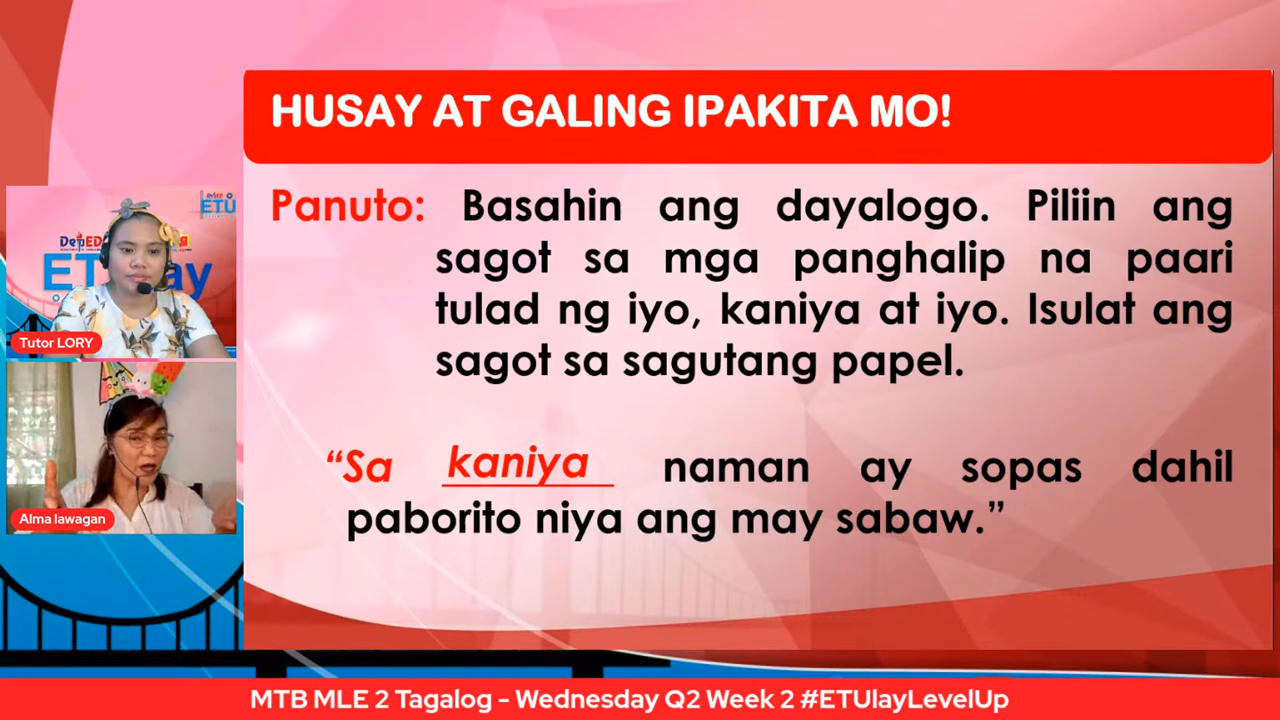 HUSAY AT GALING IPAKITA MO!
Panuto: Basahin ang dayalogo. Piliin ang
sagot sa mga panghalip na paari
tulad ng iyo, kaniya at iyo. Isulat ang
sagot sa sagutang papel.
“Sa kaniya naman ay sopas dahil
paborito niya ang may sabaw.”
ETU
DepED
Tutor LORY
Alma lawagan
MTB MLE 2 Tagalog - Wednesday Q2 Week 2 #ETUlayLevelUp